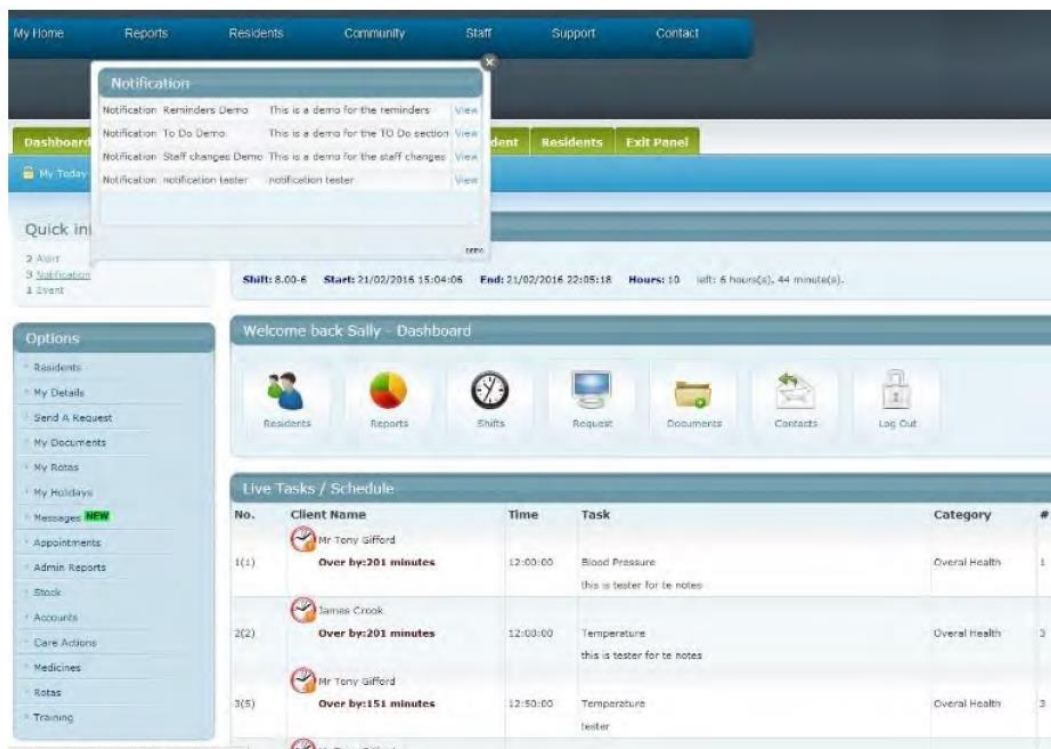 My Home Reports Residents Community Staff Support Contact
Notification
Notification Reminders Demo This is a demo for the reminders View
Notification To Do Demo This is a demo for the TO Do section View
Notification Staff changes Demo This is a demo for the staff changes View
Notification notification tester notification tester View
Dashboard dent Residents Exit Panel
My Today
Quick in
2 Alert
3 Notification
1 Event
Shift: 8.00-6 Start: 21/02/2016 15:04:06 End: 21/02/2016 22:05:18 Hours: 10 left: 6 hours(s), 44 minute(s).
Options
Residents
My Details
Send A Request
My Documents
My Rotas
My Holidays
Messages NEW
Appointments
Admin Reports
Stock
Accounts
Care Actions
Medicines
Rotas
Training
Welcome back Sally - Dashboard
Residents Reports Shifts Request Documents Contacts Log Out
Live Tasks / Schedule
No. Client Name Time Task Category #
Mr Tony Gifford
1(1) Over by:201 minutes 12:00:00 Blood Pressure Overal Health 1
this is tester for te notes
James Crook
2(2) Over by:201 minutes 12:00:00 Temperature Overal Health 3
this is tester for te notes
Mr Tony Gifford
3(5) Over by:151 minutes 12:50:00 Temperature Overal Health 3
tester